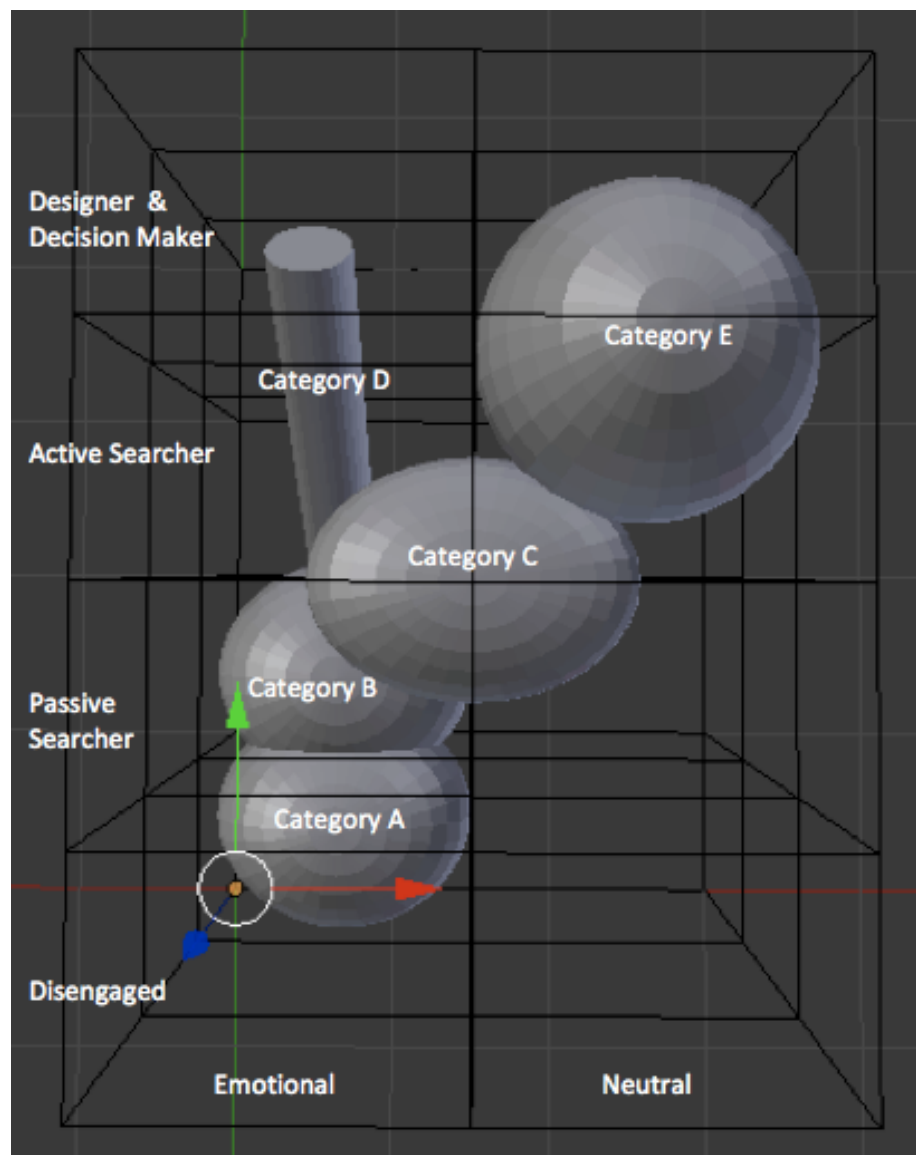 Designer &
Decision Maker
Category E
Category D
Active Searcher
Category C
Category B
Passive
Searcher
Category A
Disengaged
Emotional
Neutral